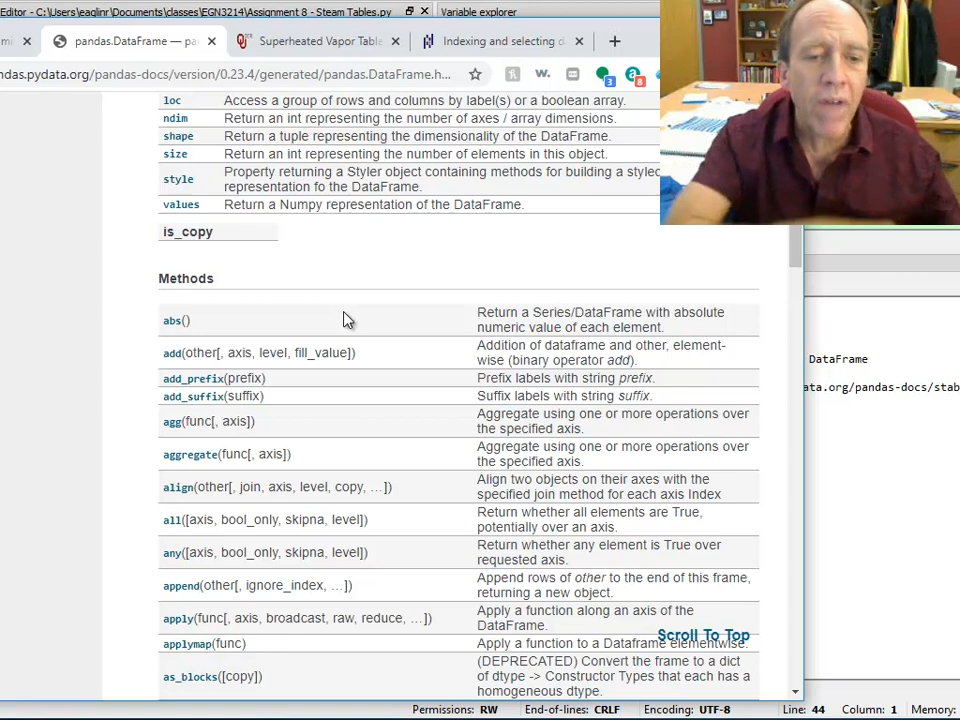 Editor - C:\Users\eaglinr\Documents\classes\EGN3214\Assignment 8 - Steam Tables.py
Variable explorer
pandas.DataFrame — pa
Superheated Vapor Table
Indexing and selecting d
ndas.pydata.org/pandas-docs/version/0.23.4/generated/pandas.DataFrame.h...
w.
3
8
loc Access a group of rows and columns by label(s) or a boolean array.
ndim Return an int representing the number of axes / array dimensions.
shape Return a tuple representing the dimensionality of the DataFrame.
size Return an int representing the number of elements in this object.
style Property returning a Styler object containing methods for building a styled
representation fo the DataFrame.
values Return a Numpy representation of the DataFrame.
is_copy
Methods
abs() Return a Series/DataFrame with absolute
numeric value of each element.
add(other[, axis, level, fill_value]) Addition of dataframe and other, element-
wise (binary operator add).
add_prefix(prefix) Prefix labels with string prefix.
add_suffix(suffix) Suffix labels with string suffix.
agg(func[, axis]) Aggregate using one or more operations over
the specified axis.
aggregate(func[, axis]) Aggregate using one or more operations over
the specified axis.
align(other[, join, axis, level, copy, …]) Align two objects on their axes with the
specified join method for each axis Index
all([axis, bool_only, skipna, level]) Return whether all elements are True,
potentially over an axis.
any([axis, bool_only, skipna, level]) Return whether any element is True over
requested axis.
append(other[, ignore_index, …]) Append rows of other to the end of this frame,
returning a new object.
apply(func[, axis, broadcast, raw, reduce, …]) Apply a function along an axis of the
DataFrame.
Scroll To Top
applymap(func) Apply a function to a Dataframe elementwise.
as_blocks([copy]) (DEPRECATED) Convert the frame to a dict
of dtype -> Constructor Types that each has a
homogeneous dtype.
DataFrame
ata.org/pandas-docs/stab
Permissions: RW End-of-lines: CRLF Encoding: UTF-8 Line: 44 Column: 1 Memory: